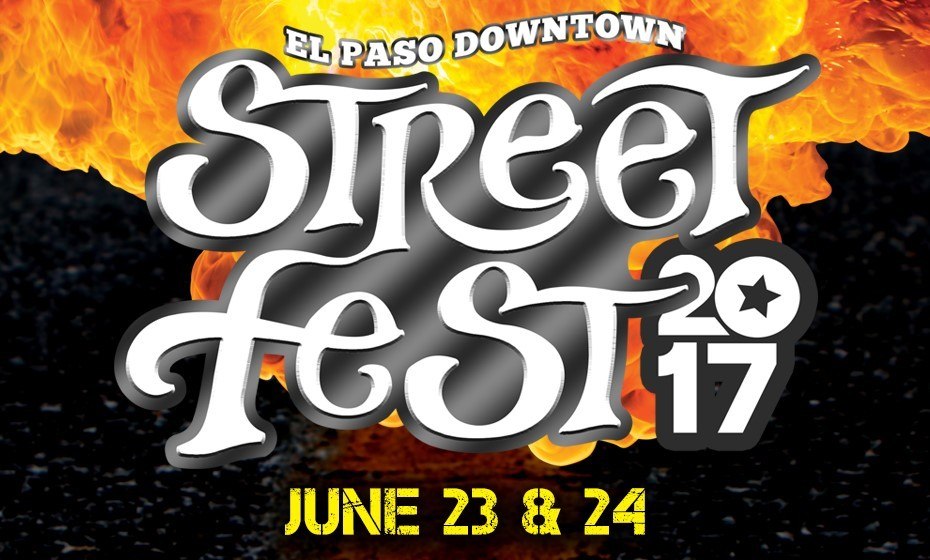 EL PASO DOWNTOWN
STREET
FEST
20
17
JUNE 23 & 24